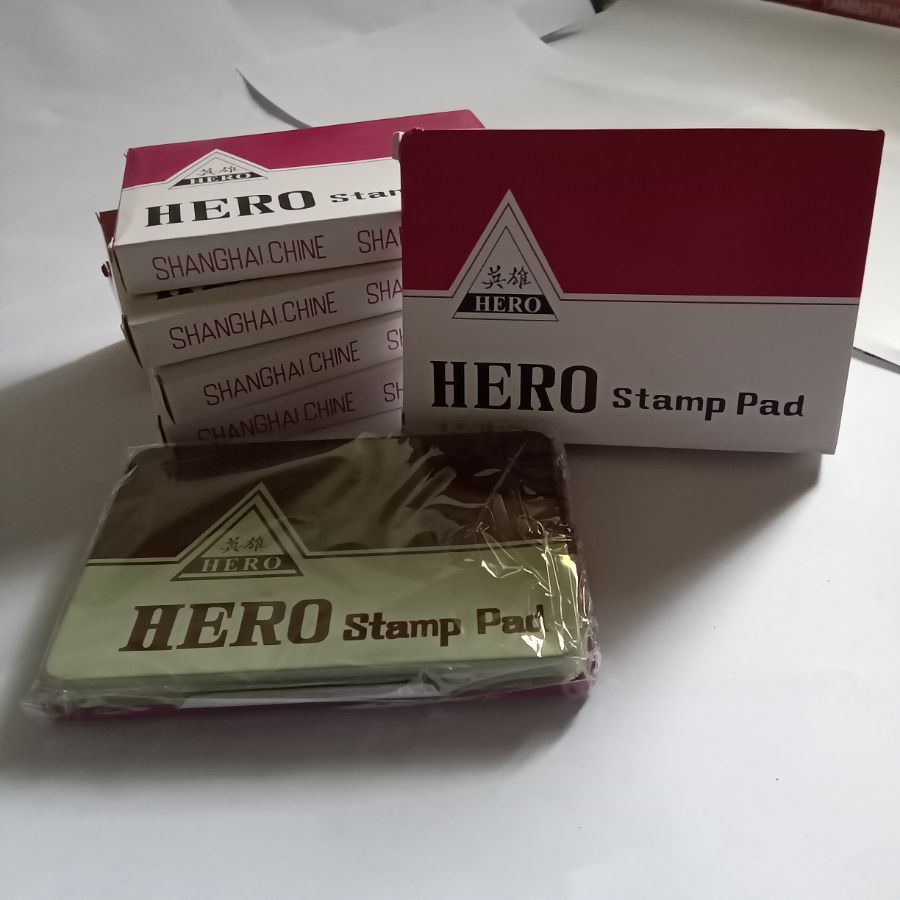 LAMINATING
英雄
HERO
HERO Stamp
SHANGHAI.CHINE
SHANGHAI.CHINE
SHANGHAI.CHINE
SHANGHAI.CHINE
英雄
HERO
HERO Stamp Pad
英雄
HERO
HERO Stamp Pad